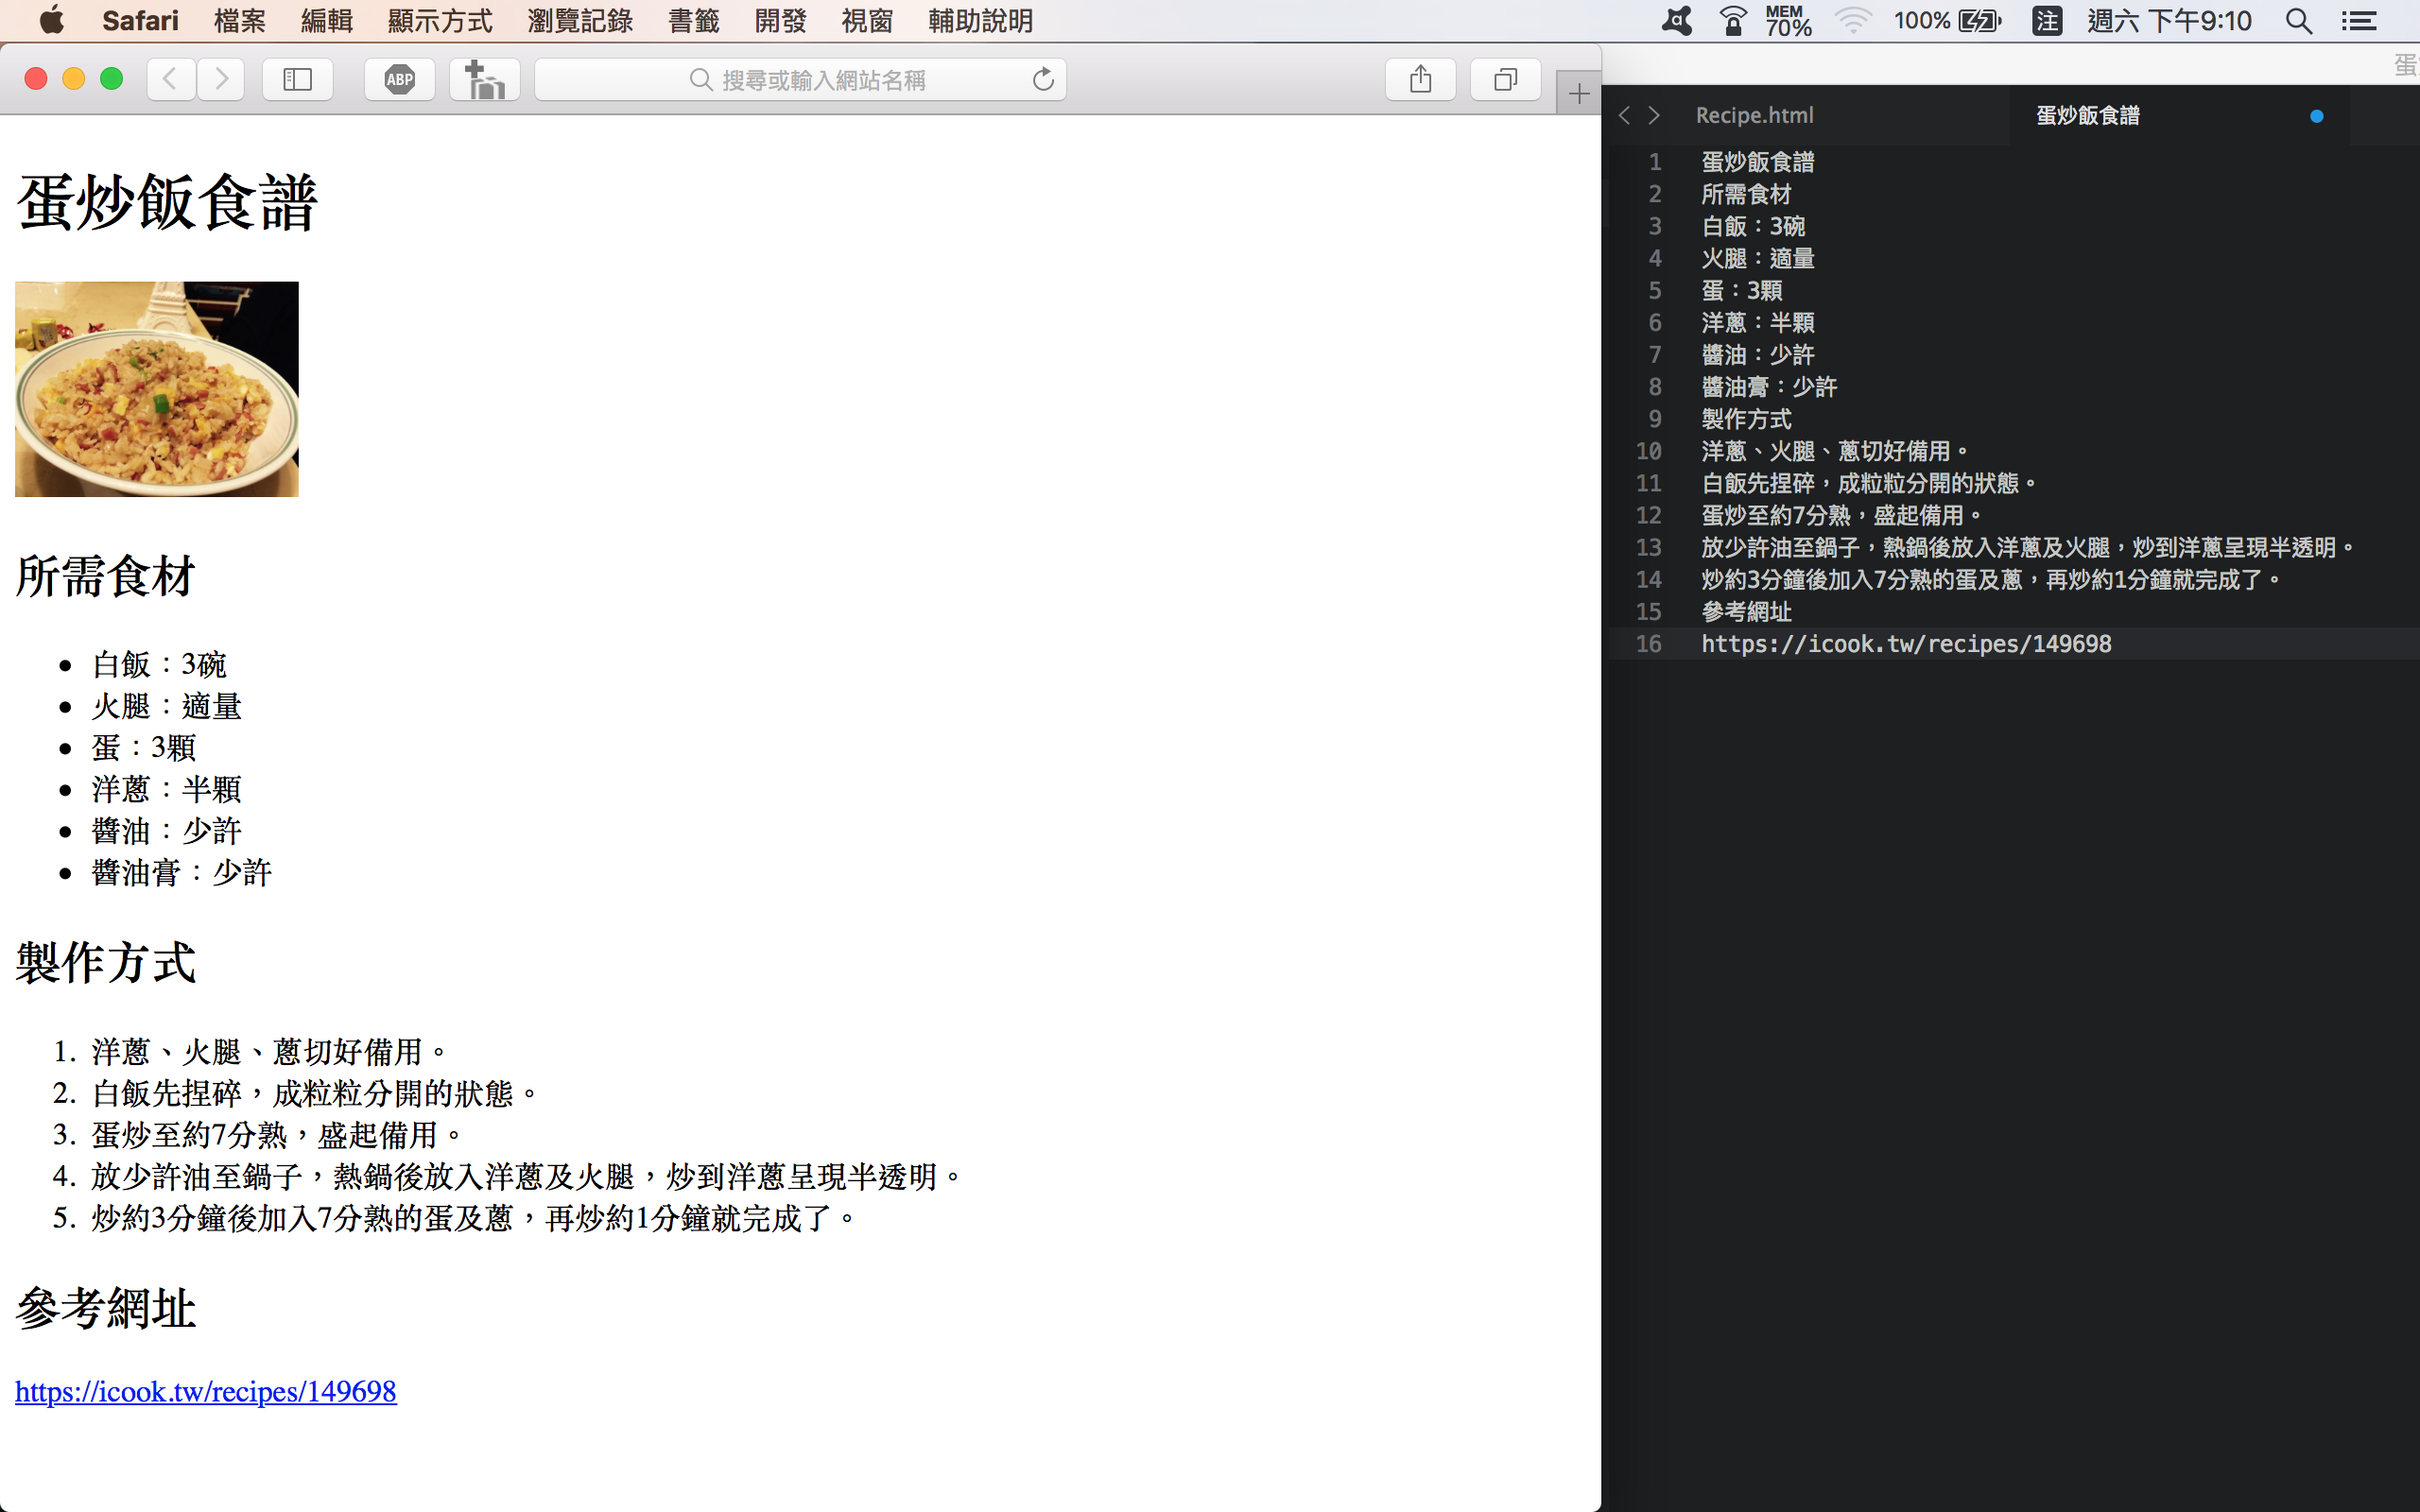 Safari 檔案 編輯 顯示方式 瀏覽記錄 書籤 開發 視窗 輔助說明 MEM 70% 100% 注 週六 下午9:10
ABP 搜尋或輸入網站名稱
蛋炒飯食譜
所需食材
白飯：3碗
火腿：適量
蛋：3顆
洋蔥：半顆
醬油：少許
醬油膏：少許
製作方式
1. 洋蔥、火腿、蔥切好備用。
2. 白飯先捏碎，成粒粒分開的狀態。
3. 蛋炒至約7分熟，盛起備用。
4. 放少許油至鍋子，熱鍋後放入洋蔥及火腿，炒到洋蔥呈現半透明。
5. 炒約3分鐘後加入7分熟的蛋及蔥，再炒約1分鐘就完成了。
參考網址
https://icook.tw/recipes/149698
蛋
Recipe.html 蛋炒飯食譜
1 蛋炒飯食譜
2 所需食材
3 白飯：3碗
4 火腿：適量
5 蛋：3顆
6 洋蔥：半顆
7 醬油：少許
8 醬油膏：少許
9 製作方式
10 洋蔥、火腿、蔥切好備用。
11 白飯先捏碎，成粒粒分開的狀態。
12 蛋炒至約7分熟，盛起備用。
13 放少許油至鍋子，熱鍋後放入洋蔥及火腿，炒到洋蔥呈現半透明。
14 炒約3分鐘後加入7分熟的蛋及蔥，再炒約1分鐘就完成了。
15 參考網址
16 https://icook.tw/recipes/149698